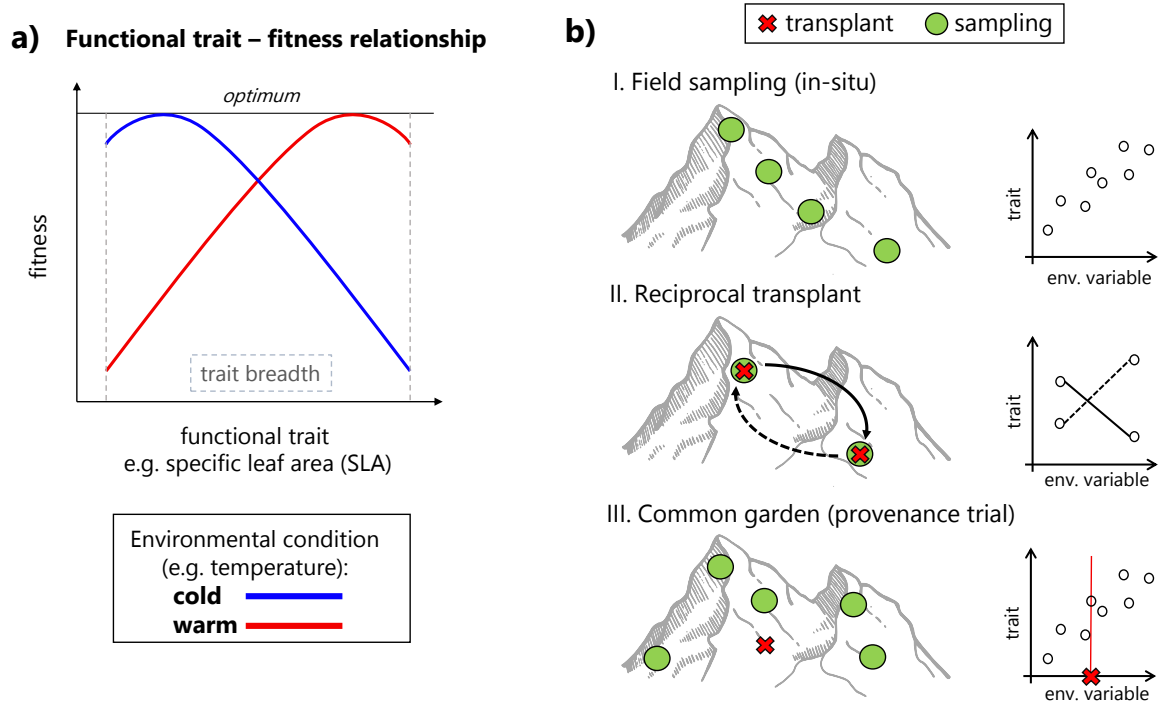 a) Functional trait – fitness relationship
optimum
fitness
trait breadth
functional trait
e.g. specific leaf area (SLA)
Environmental condition
(e.g. temperature):
cold
warm
b)
transplant sampling
I. Field sampling (in-situ)
trait
env. variable
II. Reciprocal transplant
trait
env. variable
III. Common garden (provenance trial)
trait
env. variable